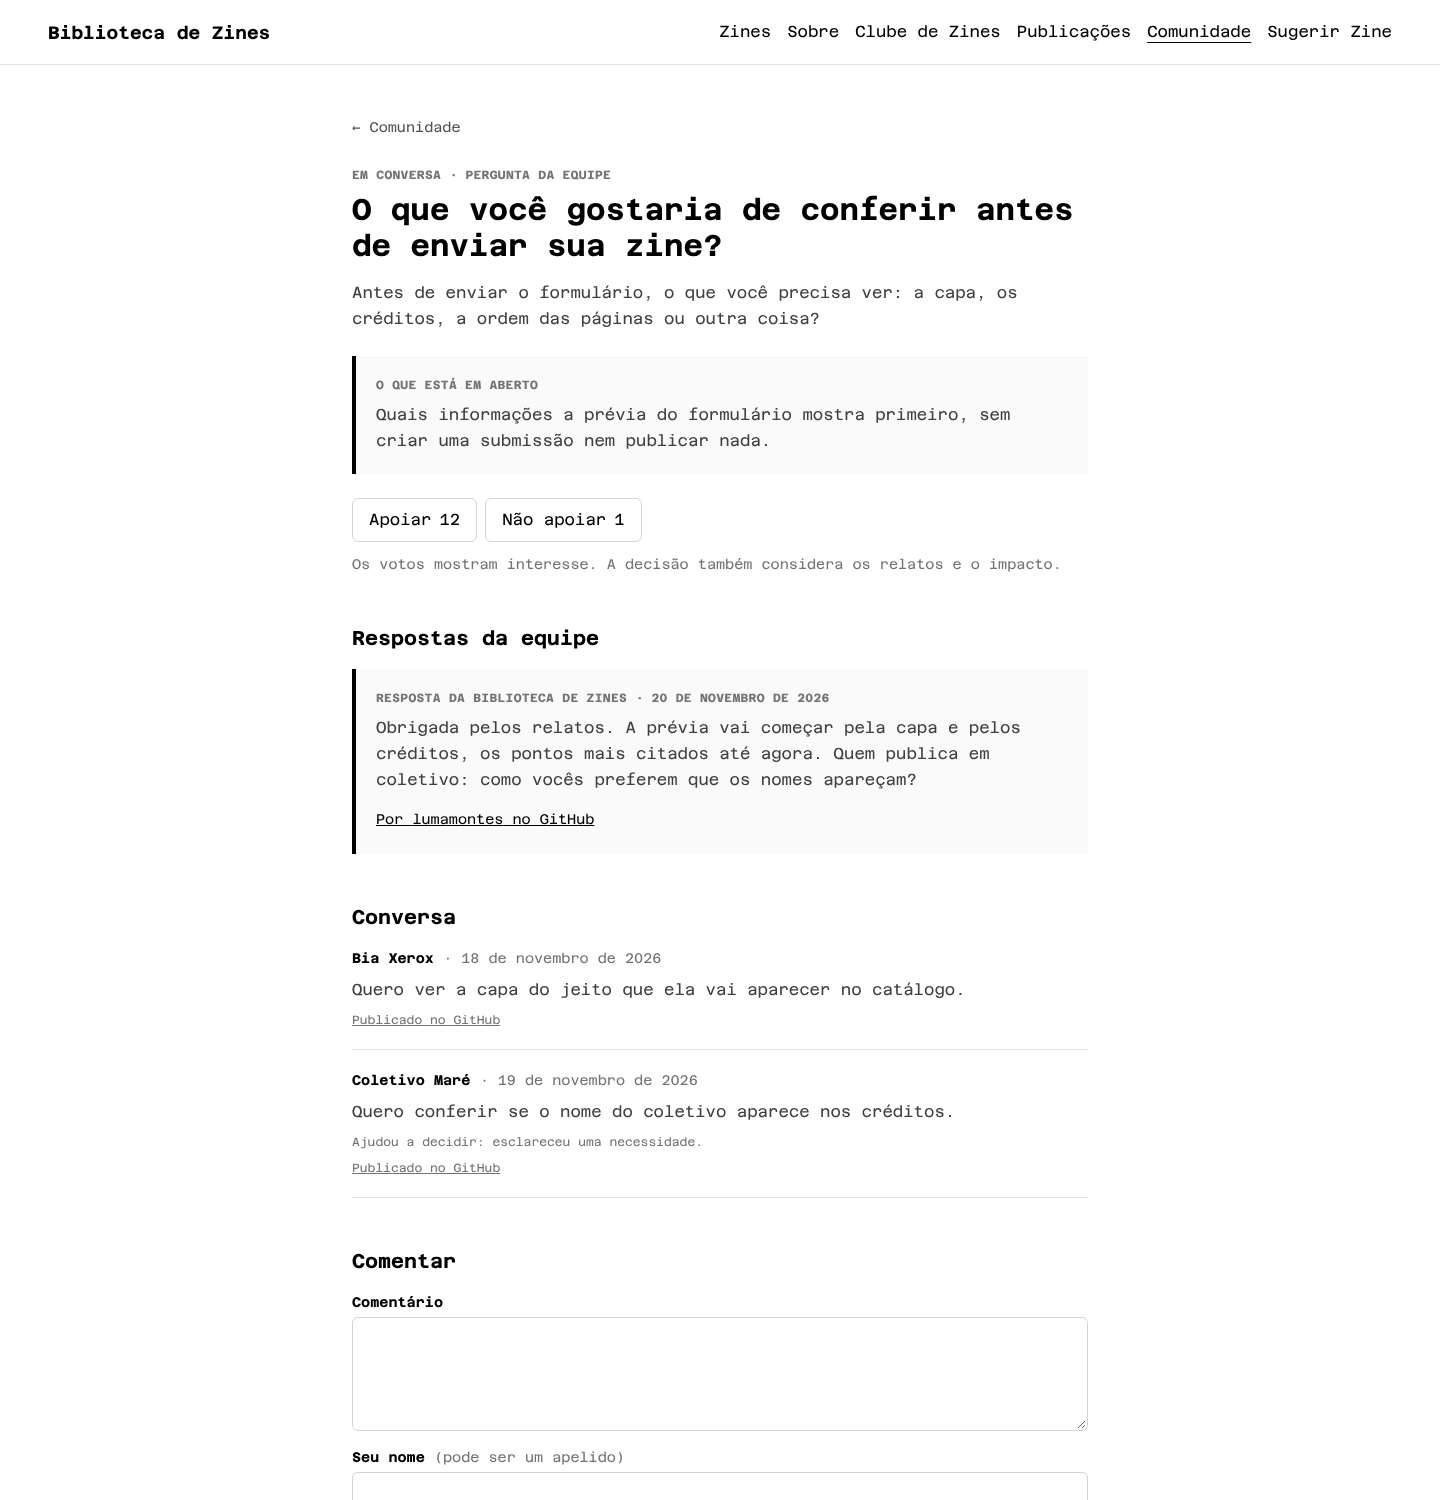 Biblioteca de Zines
Zines Sobre Clube de Zines Publicações Comunidade Sugerir Zine
← Comunidade
EM CONVERSA · PERGUNTA DA EQUIPE
O que você gostaria de conferir antes
de enviar sua zine?
Antes de enviar o formulário, o que você precisa ver: a capa, os
créditos, a ordem das páginas ou outra coisa?
O QUE ESTÁ EM ABERTO
Quais informações a prévia do formulário mostra primeiro, sem
criar uma submissão nem publicar nada.
Apoiar 12 Não apoiar 1
Os votos mostram interesse. A decisão também considera os relatos e o impacto.
Respostas da equipe
RESPOSTA DA BIBLIOTECA DE ZINES · 20 DE NOVEMBRO DE 2026
Obrigada pelos relatos. A prévia vai começar pela capa e pelos
créditos, os pontos mais citados até agora. Quem publica em
coletivo: como vocês preferem que os nomes apareçam?
Por lumamontes no GitHub
Conversa
Bia Xerox · 18 de novembro de 2026
Quero ver a capa do jeito que ela vai aparecer no catálogo.
Publicado no GitHub
Coletivo Maré · 19 de novembro de 2026
Quero conferir se o nome do coletivo aparece nos créditos.
Ajudou a decidir: esclareceu uma necessidade.
Publicado no GitHub
Comentar
Comentário
Seu nome (pode ser um apelido)